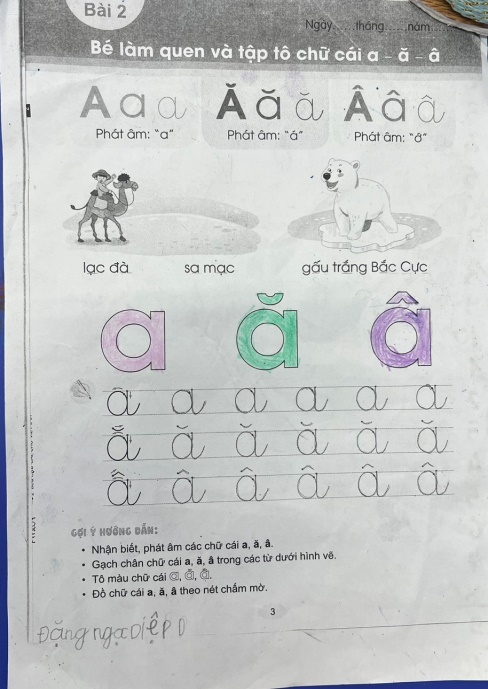 Bài 2
Ngày......tháng......năm......
Bé làm quen và tập tô chữ cái a - ă - â
A a a Ă ă ă Â â â
Phát âm: "a" Phát âm: "á" Phát âm: "ớ"
lạc đà sa mạc gấu trắng Bắc Cực
a ă â
a a a a a a
ă ă ă ă ă ă
â â â â â â
GỢI Ý HƯỚNG DẪN:
• Nhận biết, phát âm các chữ cái a, ă, â.
• Gạch chân chữ cái a, ă, â trong các từ dưới hình vẽ.
• Tô màu chữ cái a, ă, â.
• Đồ chữ cái a, ă, â theo nét chấm mờ.
3
Đặng ngọc Diệp D